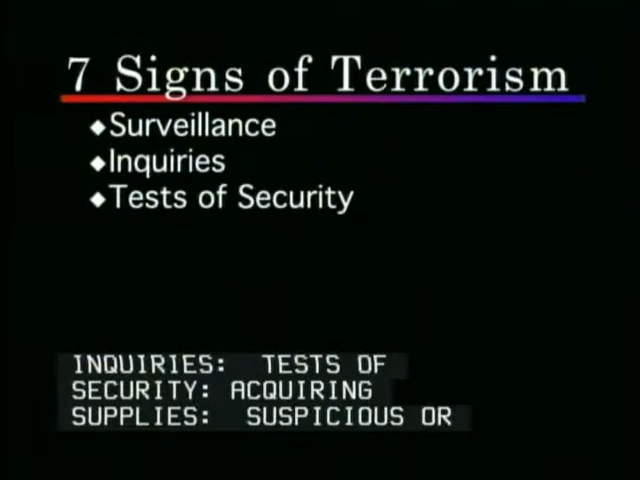 7 Signs of Terrorism
◆Surveillance
◆Inquiries
◆Tests of Security
INQUIRIES:  TESTS OF
SECURITY: ACQUIRING
SUPPLIES:  SUSPICIOUS OR